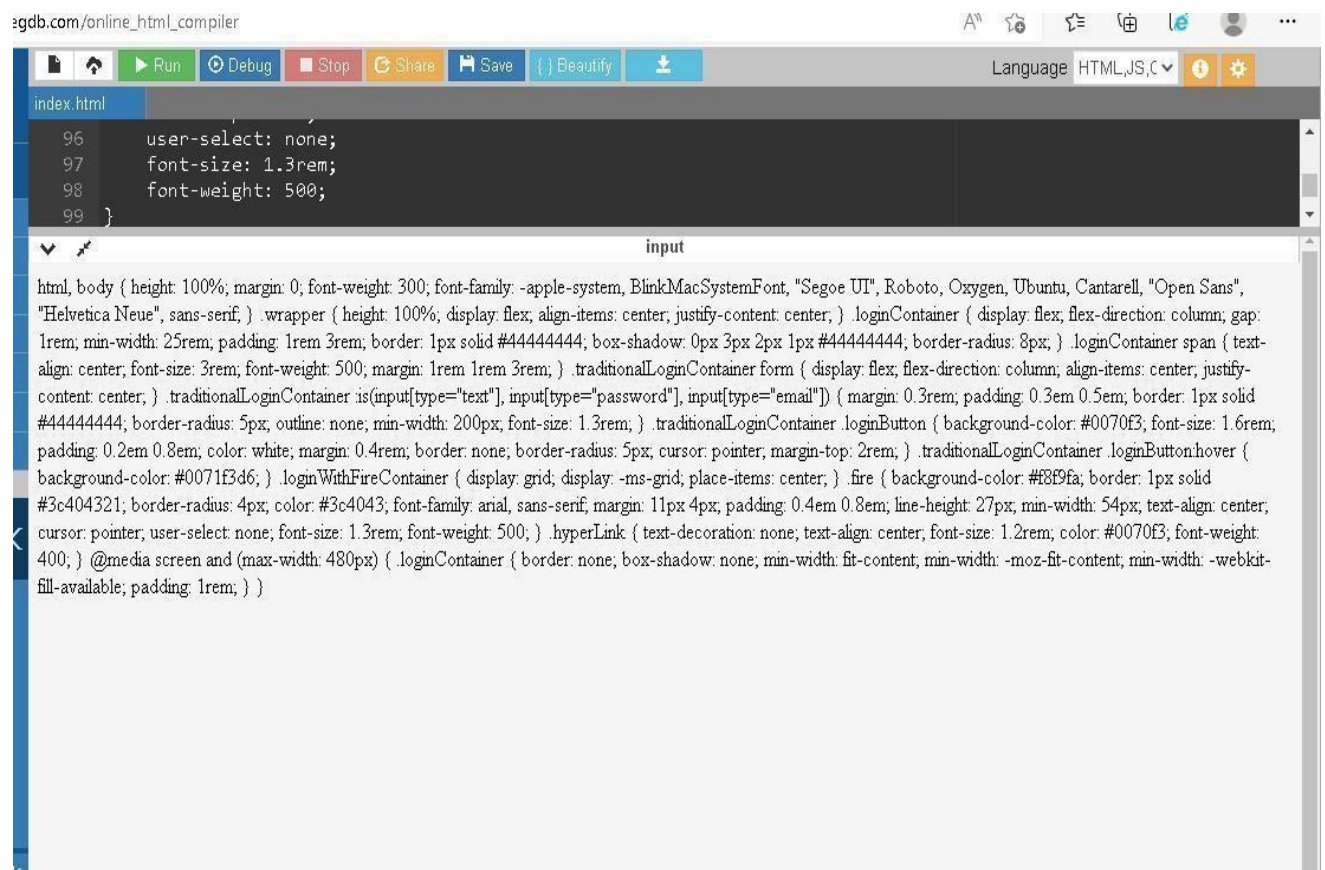 egdb.com/online_html_compiler
Run Debug Stop Share Save { } Beautify Language HTML,JS,C
index.html
96 user-select: none;
97 font-size: 1.3rem;
98 font-weight: 500;
99 }
input
html, body { height: 100%; margin: 0; font-weight: 300; font-family: -apple-system, BlinkMacSystemFont, "Segoe UI", Roboto, Oxygen, Ubuntu, Cantarell, "Open Sans",
"Helvetica Neue", sans-serif; } .wrapper { height: 100%; display: flex; align-items: center; justify-content: center; } .loginContainer { display: flex; flex-direction: column; gap:
1rem; min-width: 25rem; padding: 1rem 3rem; border: 1px solid #44444444; box-shadow: 0px 3px 2px 1px #44444444; border-radius: 8px; } .loginContainer span { text-
align: center; font-size: 3rem; font-weight: 500; margin: 1rem 1rem 3rem; } .traditionalLoginContainer form { display: flex; flex-direction: column; align-items: center; justify-
content: center; } .traditionalLoginContainer :is(input[type="text"], input[type="password"], input[type="email"]) { margin: 0.3rem; padding: 0.3em 0.5em; border: 1px solid
#44444444; border-radius: 5px; outline: none; min-width: 200px; font-size: 1.3rem; } .traditionalLoginContainer .loginButton { background-color: #0070f3; font-size: 1.6rem;
padding: 0.2em 0.8em; color: white; margin: 0.4rem; border: none; border-radius: 5px; cursor: pointer; margin-top: 2rem; } .traditionalLoginContainer .loginButton:hover {
background-color: #0071f3d6; } .loginWithFireContainer { display: grid; display: -ms-grid; place-items: center; } .fire { background-color: #f8f9fa; border: 1px solid
#3c404321; border-radius: 4px; color: #3c4043; font-family: arial, sans-serif; margin: 11px 4px; padding: 0.4em 0.8em; line-height: 27px; min-width: 54px; text-align: center;
cursor: pointer; user-select: none; font-size: 1.3rem; font-weight: 500; } .hyperLink { text-decoration: none; text-align: center; font-size: 1.2rem; color: #0070f3; font-weight:
400; } @media screen and (max-width: 480px) { .loginContainer { border: none; box-shadow: none; min-width: fit-content; min-width: -moz-fit-content; min-width: -webkit-
fill-available; padding: 1rem; } }